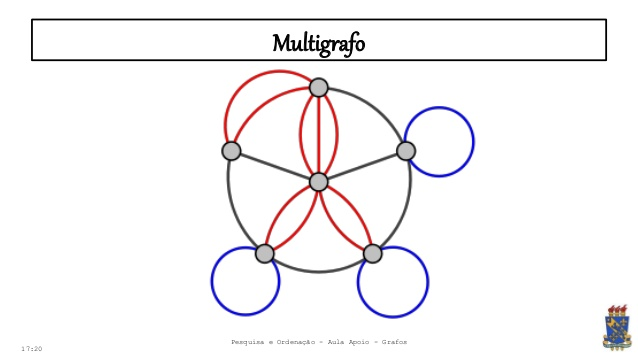 Multigrafo
Pesquisa e Ordenação - Aula Apoio - Grafos
17:20